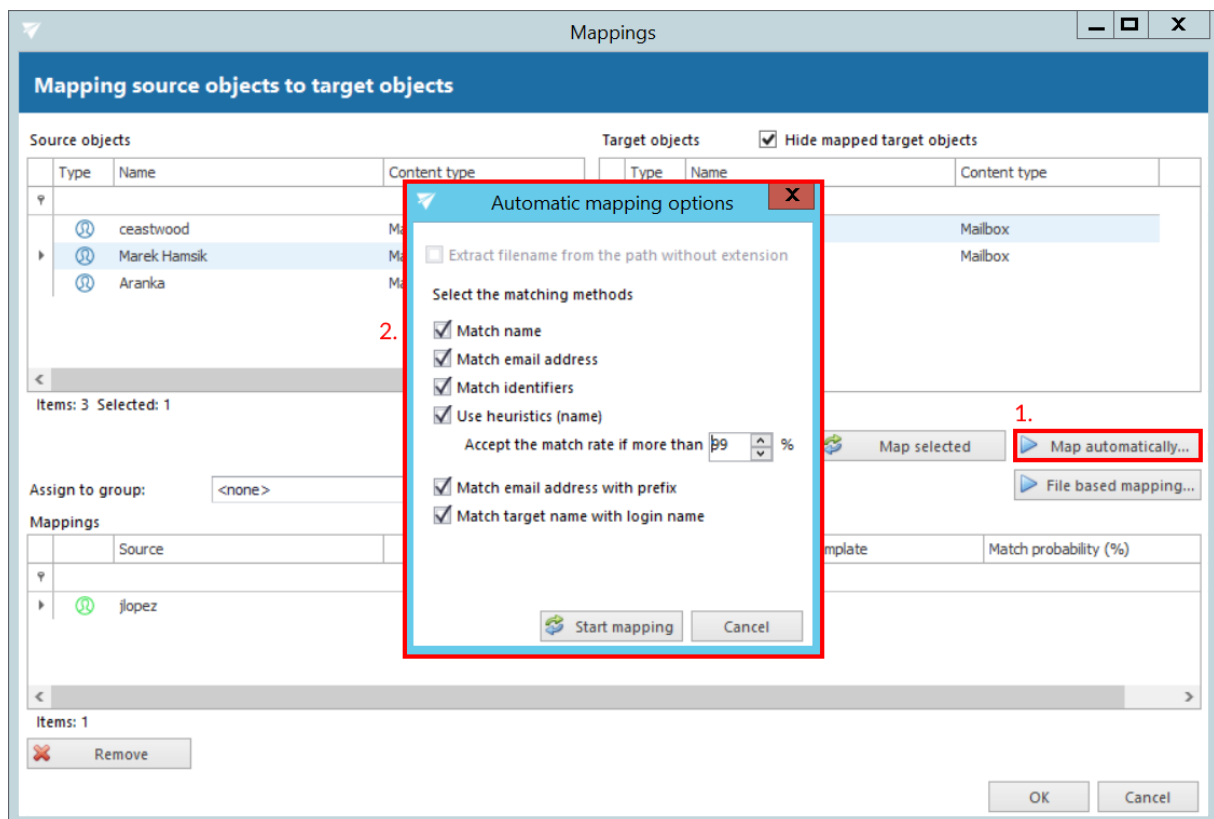 Mappings
Mapping source objects to target objects
Source objects
Target objects
Hide mapped target objects
Type Name Content type
Type Name Content type
ceastwood
Mailbox
Marek Hamsik
Mailbox
Aranka
Items: 3 Selected: 1
2.
Automatic mapping options
Extract filename from the path without extension
Select the matching methods
Match name
Match email address
Match identifiers
Use heuristics (name)
Accept the match rate if more than 99 %
Match email address with prefix
Match target name with login name
Start mapping
Cancel
1.
Map selected
Map automatically...
File based mapping...
Assign to group:
<none>
Mappings
Source
Match probability (%)
jlopez
Items: 1
Remove
OK
Cancel